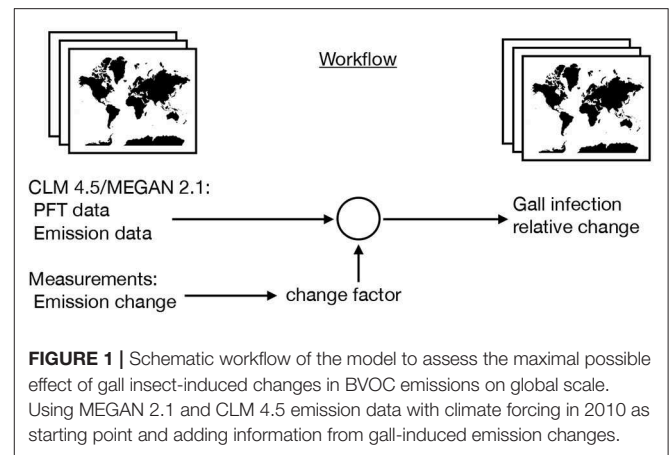 Workflow
CLM 4.5/MEGAN 2.1:
PFT data
Emission data
Gall infection
relative change
Measurements:
Emission change
change factor
FIGURE 1 | Schematic workflow of the model to assess the maximal possible
effect of gall insect-induced changes in BVOC emissions on global scale.
Using MEGAN 2.1 and CLM 4.5 emission data with climate forcing in 2010 as
starting point and adding information from gall-induced emission changes.